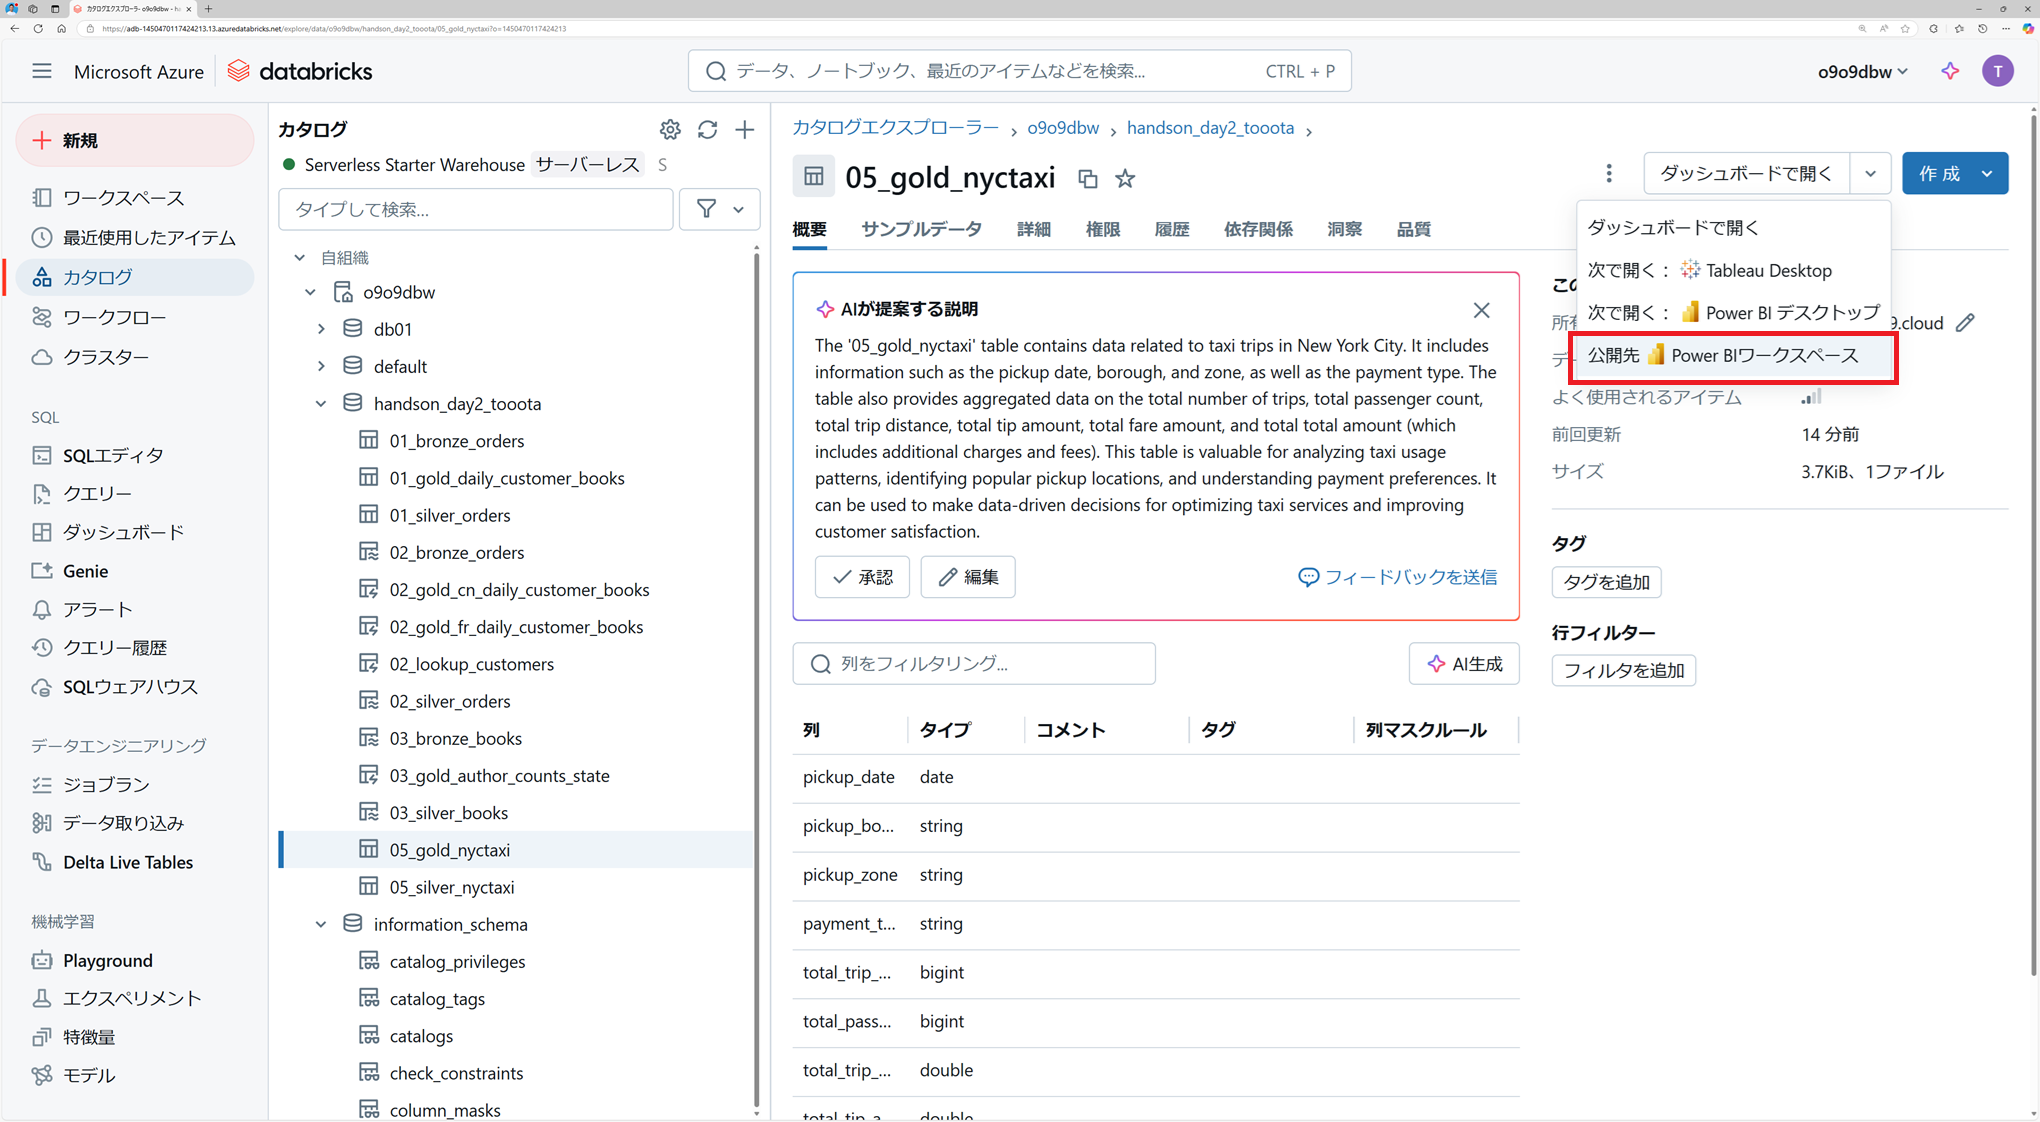 カタログエクスプローラ- o9o9dbw - ha
https://adb-1450470117424213.13.azuredatabricks.net/explore/data/o9o9dbw/handson_day2_tooota/05_gold_nyctaxi?o=1450470117424213
Microsoft Azure
databricks
データ、ノートブック、最近のアイテムなどを検索...
CTRL + P
o9o9dbw
T
新規
ワークスペース
最近使用したアイテム
カタログ
ワークフロー
クラスター
SQL
SQLエディタ
クエリー
ダッシュボード
Genie
アラート
クエリー履歴
SQLウェアハウス
データエンジニアリング
ジョブラン
データ取り込み
Delta Live Tables
機械学習
Playground
エクスペリメント
特徴量
モデル
カタログ
Serverless Starter Warehouse サーバーレス S
タイプして検索...
自組織
o9o9dbw
db01
default
handson_day2_tooota
01_bronze_orders
01_gold_daily_customer_books
01_silver_orders
02_bronze_orders
02_gold_cn_daily_customer_books
02_gold_fr_daily_customer_books
02_lookup_customers
02_silver_orders
03_bronze_books
03_gold_author_counts_state
03_silver_books
05_gold_nyctaxi
05_silver_nyctaxi
information_schema
catalog_privileges
catalog_tags
catalogs
check_constraints
column_masks
カタログエクスプローラー › o9o9dbw › handson_day2_tooota ›
05_gold_nyctaxi
ダッシュボードで開く
作成
概要 サンプルデータ 詳細 権限 履歴 依存関係 洞察 品質
ダッシュボードで開く
次で開く： Tableau Desktop
次で開く： Power BI デスクトップ
公開先 Power BIワークスペース
AIが提案する説明
The '05_gold_nyctaxi' table contains data related to taxi trips in New York City. It includes
information such as the pickup date, borough, and zone, as well as the payment type. The
table also provides aggregated data on the total number of trips, total passenger count,
total trip distance, total tip amount, total fare amount, and total total amount (which
includes additional charges and fees). This table is valuable for analyzing taxi usage
patterns, identifying popular pickup locations, and understanding payment preferences. It
can be used to make data-driven decisions for optimizing taxi services and improving
customer satisfaction.
承認
編集
フィードバックを送信
列をフィルタリング...
AI生成
列 タイプ コメント タグ 列マスクルール
pickup_date date
pickup_bo... string
pickup_zone string
payment_t... string
total_trip_... bigint
total_pass... bigint
total_trip_... double
total_tip_a double
この
所有
9.cloud
デー
よく使用されるアイテム
前回更新 14 分前
サイズ 3.7KiB、1ファイル
タグ
タグを追加
行フィルター
フィルタを追加